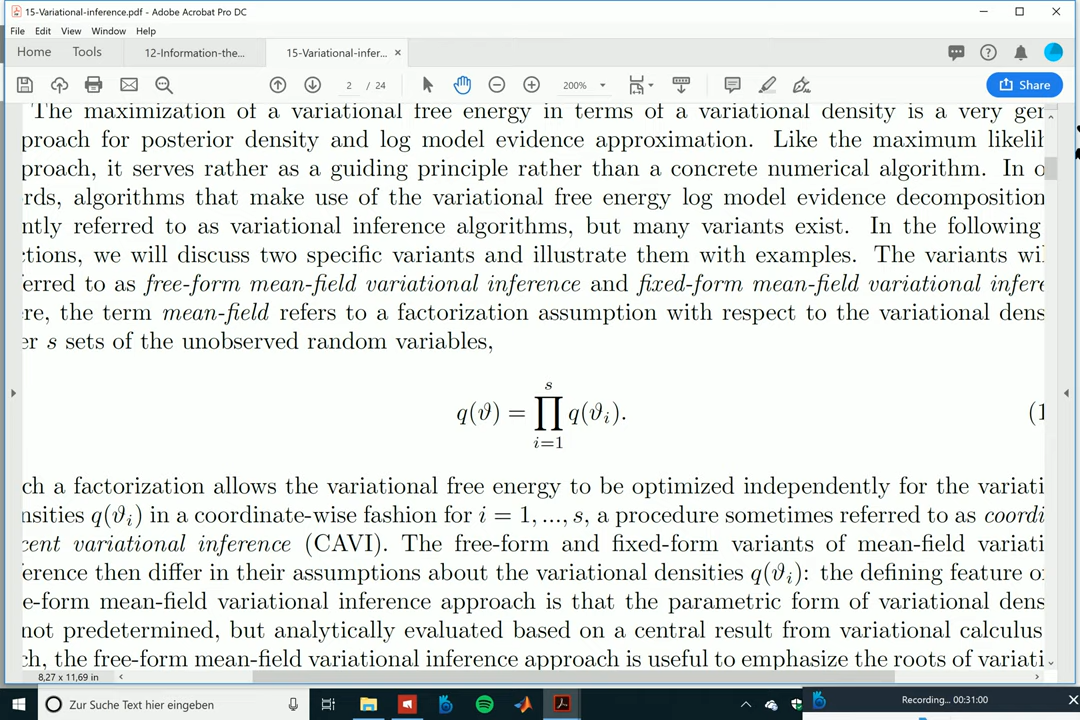 15-Variational-inference.pdf - Adobe Acrobat Pro DC
File Edit View Window Help
Home Tools 12-Information-the... 15-Variational-infer... ×
2 / 24 200% Share
The maximization of a variational free energy in terms of a variational density is a very gen
proach for posterior density and log model evidence approximation. Like the maximum likelih
proach, it serves rather as a guiding principle rather than a concrete numerical algorithm. In o
rds, algorithms that make use of the variational free energy log model evidence decomposition
ntly referred to as variational inference algorithms, but many variants exist. In the following
ctions, we will discuss two specific variants and illustrate them with examples. The variants wil
ferred to as free-form mean-field variational inference and fixed-form mean-field variational infere
re, the term mean-field refers to a factorization assumption with respect to the variational dens
er s sets of the unobserved random variables,
q(ϑ) = ∏_{i=1}^{s} q(ϑ_i). (1
ch a factorization allows the variational free energy to be optimized independently for the variati
nsities q(ϑ_i) in a coordinate-wise fashion for i = 1, ..., s, a procedure sometimes referred to as coordi
cent variational inference (CAVI). The free-form and fixed-form variants of mean-field variati
ference then differ in their assumptions about the variational densities q(ϑ_i): the defining feature o
e-form mean-field variational inference approach is that the parametric form of variational dens
not predetermined, but analytically evaluated based on a central result from variational calculus
ch, the free-form mean-field variational inference approach is useful to emphasize the roots of variati
8,27 x 11,69 in
Zur Suche Text hier eingeben Recording... 00:31:00